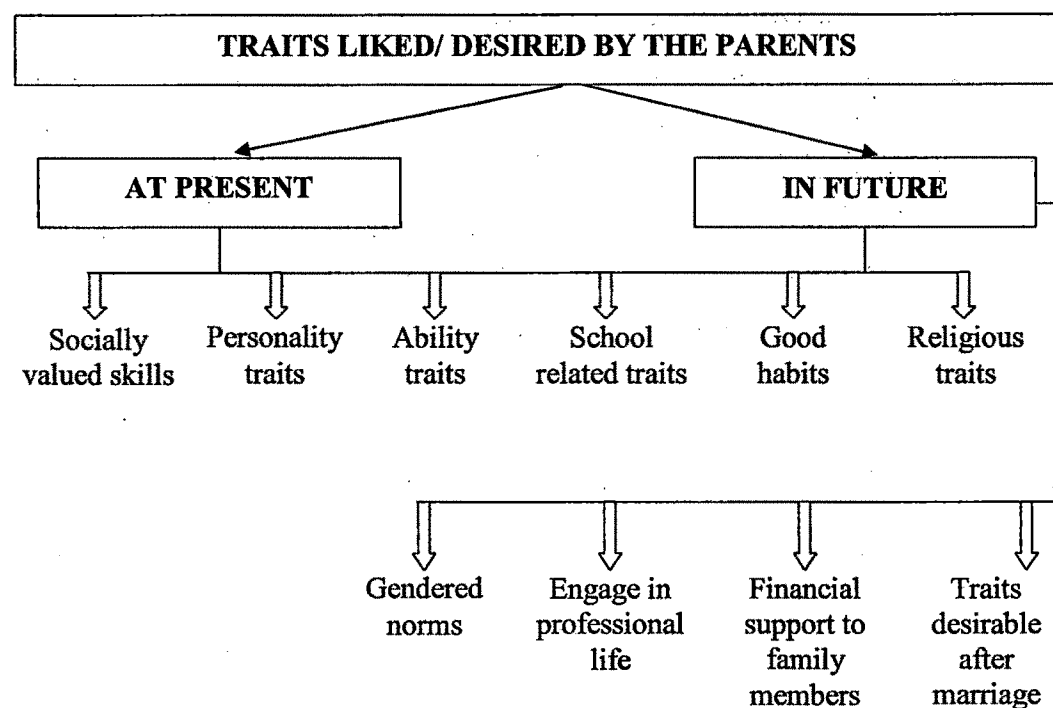 TRAITS LIKED/ DESIRED BY THE PARENTS
AT PRESENT
IN FUTURE
Socially
valued skills
Personality
traits
Ability
traits
School
related traits
Good
habits
Religious
traits
Gendered
norms
Engage in
professional
life
Financial
support to
family
members
Traits
desirable
after
marriage